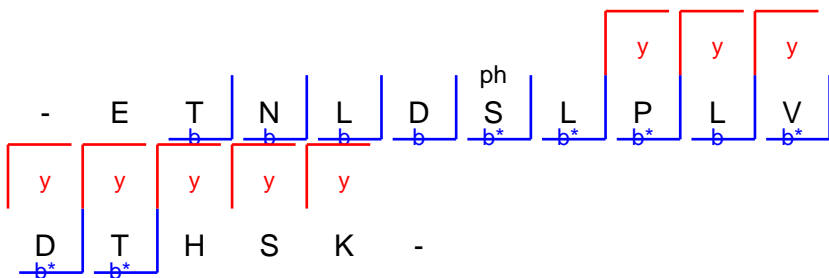 y y y
ph
- E T N L D S L P L V
b b b b b* b* b* b b*
y y y y y
D T H S K -
b* b*